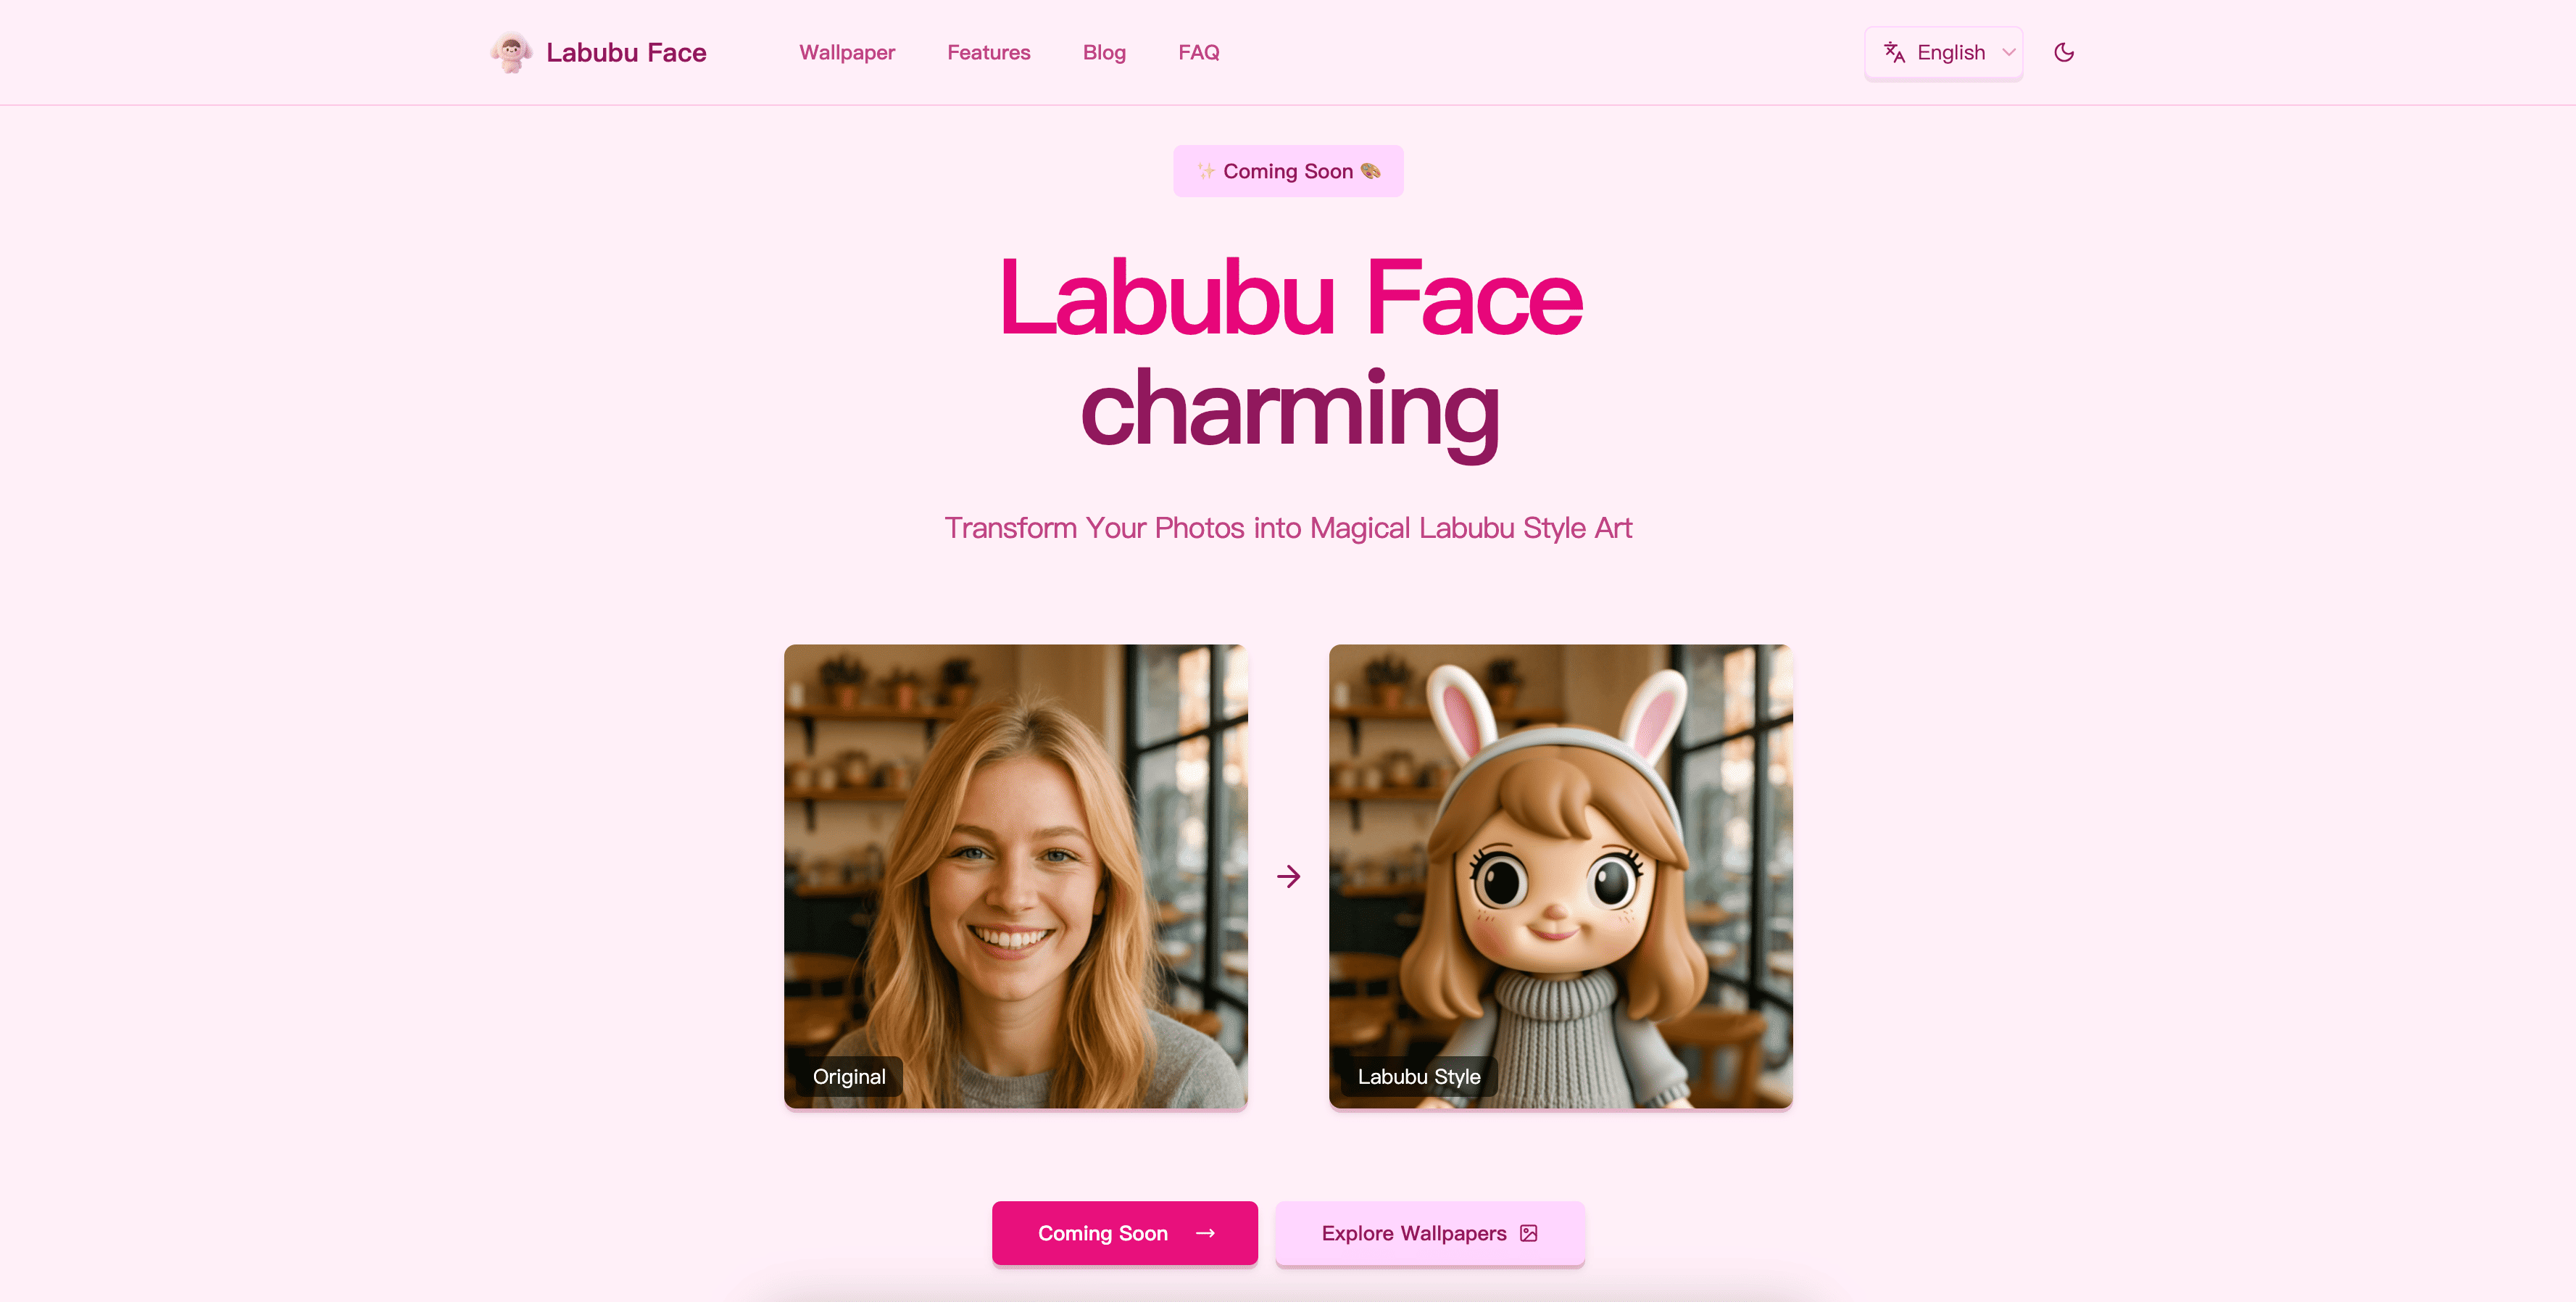 Labubu Face
Wallpaper
Features
Blog
FAQ
English
✨ Coming Soon 🎨
Labubu Face
charming
Transform Your Photos into Magical Labubu Style Art
Original
Labubu Style
Coming Soon →
Explore Wallpapers